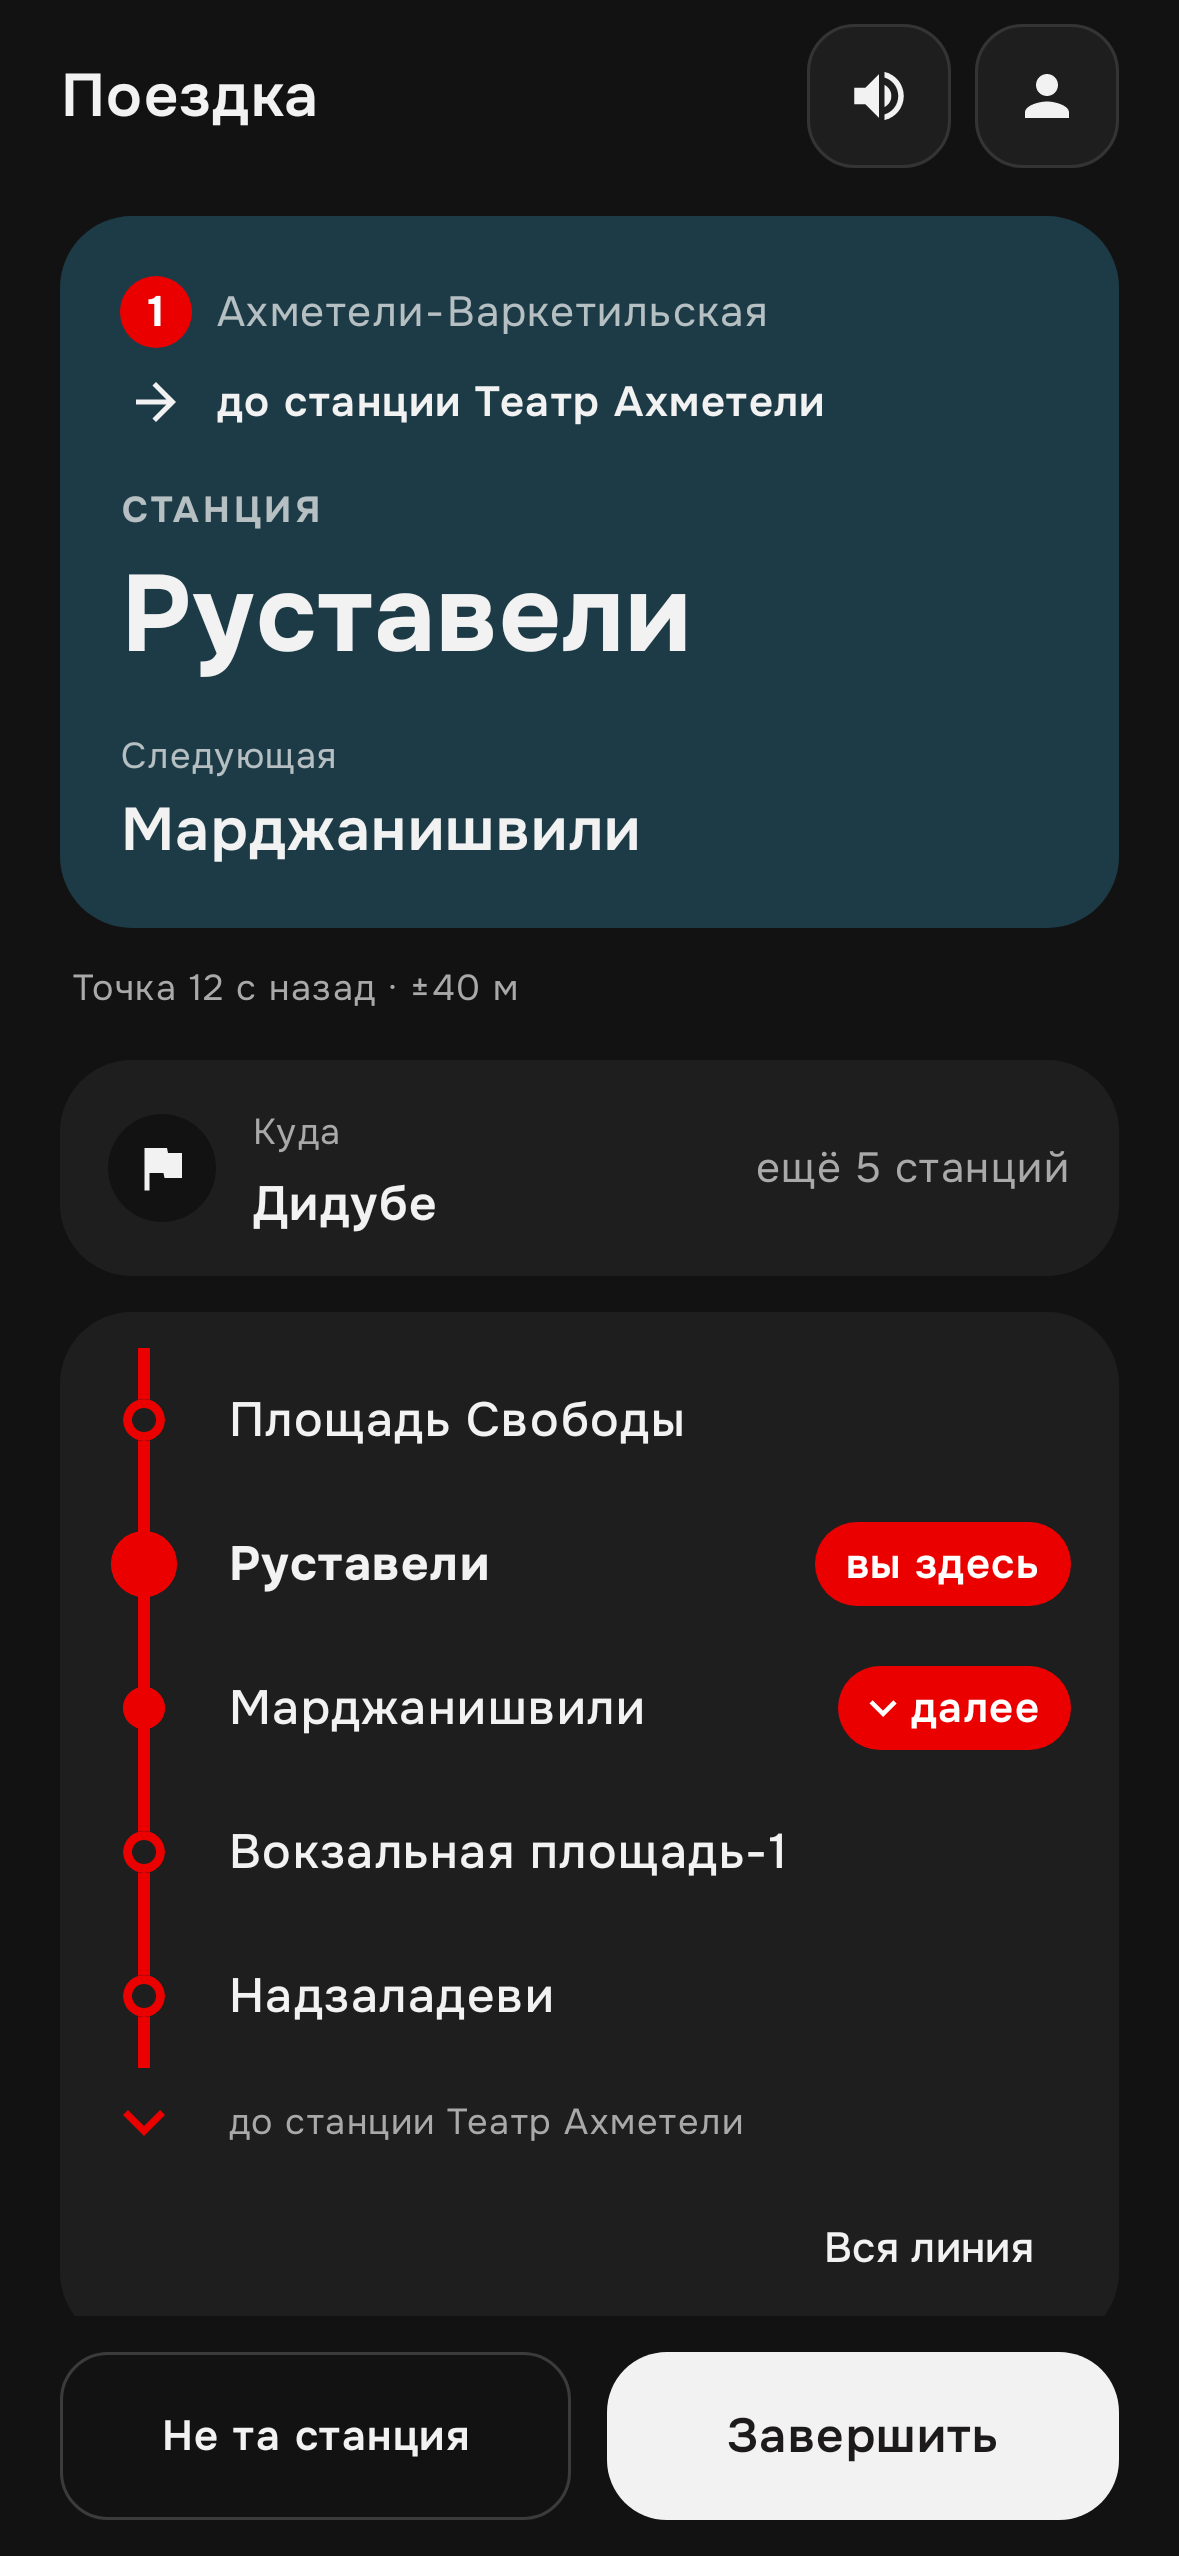 Поездка
1 Ахметели-Варкетильская
до станции Театр Ахметели
СТАНЦИЯ
Руставели
Следующая
Марджанишвили
Точка 12 с назад · ±40 м
Куда
Дидубе
ещё 5 станций
Площадь Свободы
Руставели
вы здесь
Марджанишвили
далее
Вокзальная площадь-1
Надзаладеви
до станции Театр Ахметели
Вся линия
Не та станция
Завершить